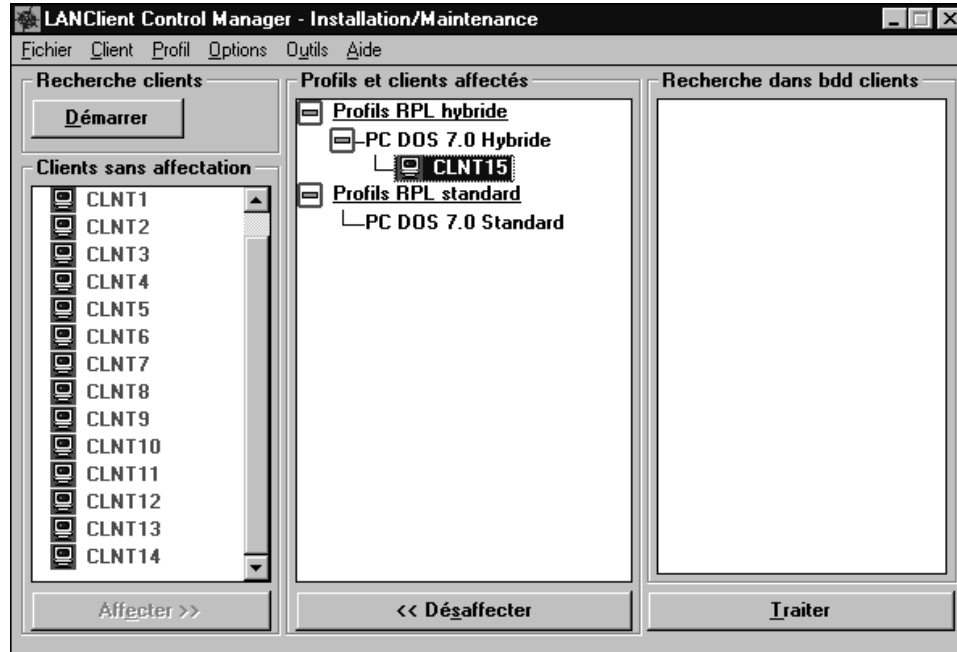 LANClient Control Manager - Installation/Maintenance
Fichier Client Profil Options Outils Aide
Recherche clients
Démarrer
Clients sans affectation
CLNT1
CLNT2
CLNT3
CLNT4
CLNT5
CLNT6
CLNT7
CLNT8
CLNT9
CLNT10
CLNT11
CLNT12
CLNT13
CLNT14
Affecter >>
Profils et clients affectés
Profils RPL hybride
PC DOS 7.0 Hybride
CLNT15
Profils RPL standard
PC DOS 7.0 Standard
<< Désaffecter
Recherche dans bdd clients
Traiter